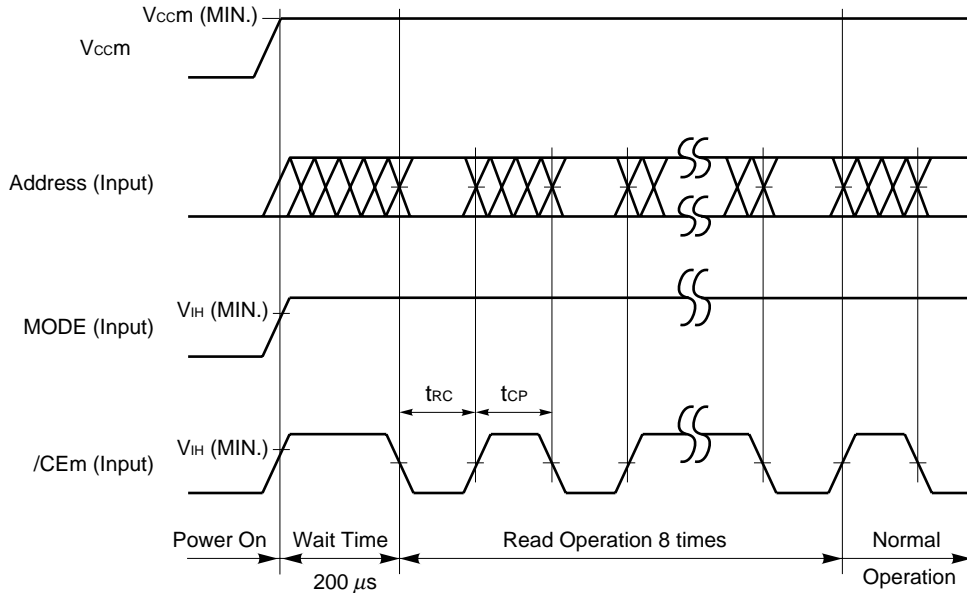 VCCm (MIN.)
VCCm
Address (Input)
VIH (MIN.)
MODE (Input)
tRC
tCP
VIH (MIN.)
/CEm (Input)
Power On
Wait Time
Read Operation 8 times
Normal
200 μs
Operation